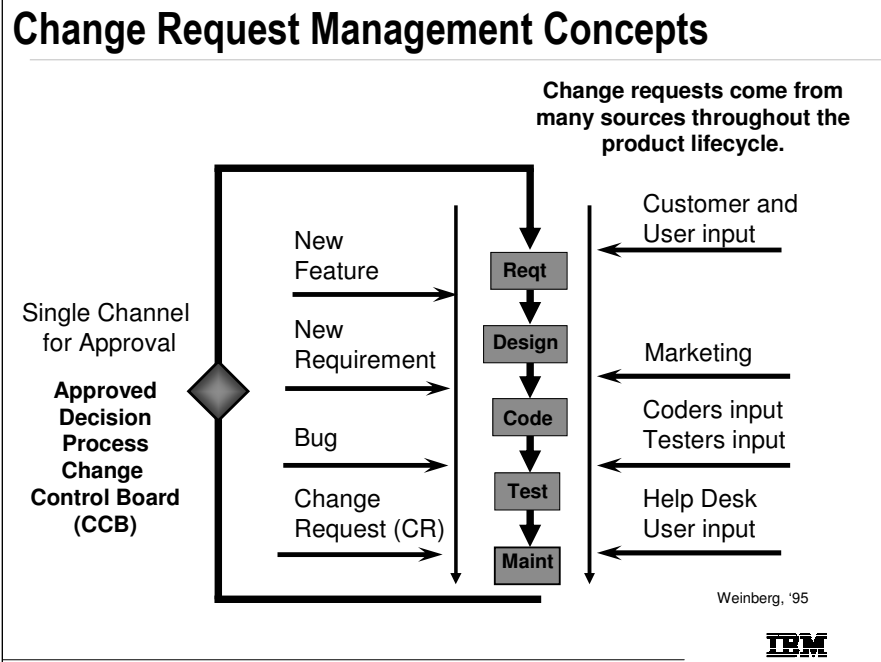 Change Request Management Concepts
Change requests come from
many sources throughout the
product lifecycle.
Single Channel
for Approval
Approved
Decision
Process
Change
Control Board
(CCB)
New
Feature
New
Requirement
Bug
Change
Request (CR)
Reqt
Design
Code
Test
Maint
Customer and
User input
Marketing
Coders input
Testers input
Help Desk
User input
Weinberg, ‘95
IBM